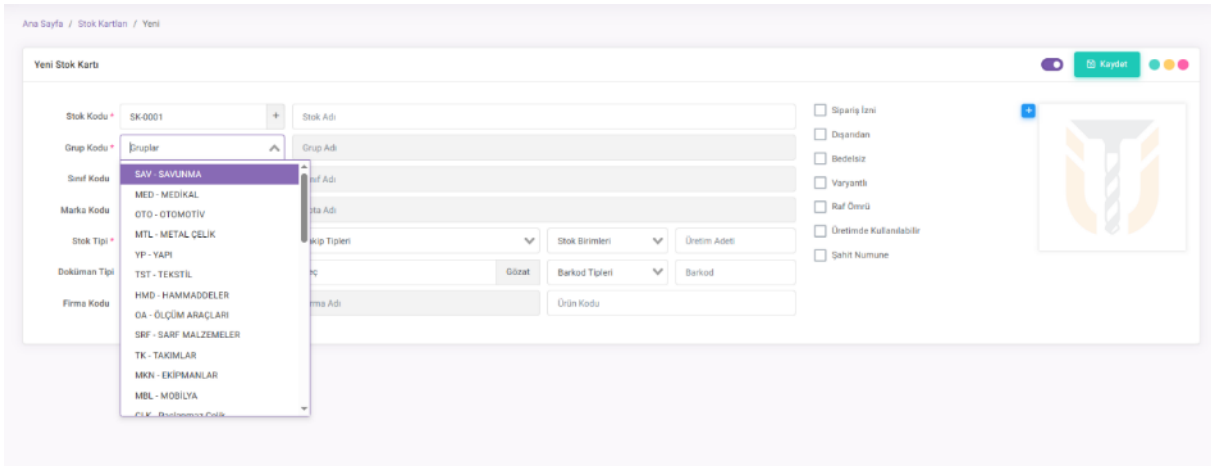 Ana Sayfa / Stok Kartları / Yeni
Yeni Stok Kartı
Kaydet
Stok Kodu * SK-0001 + Stok Adı
Grup Kodu * Gruplar Grup Adı
Sınıf Kodu
Marka Kodu
Stok Tipi * Stok Birimleri Üretim Adeti
Doküman Tipi Gözat Barkod Tipleri Barkod
Firma Kodu Ürün Kodu
SAV - SAVUNMA
MED - MEDİKAL
OTO - OTOMOTİV
MTL - METAL ÇELİK
YP - YAPI
TST - TEKSTİL
HMD - HAMMADDELER
OA - ÖLÇÜM ARAÇLARI
SRF - SARF MALZEMELER
TK - TAKIMLAR
MKN - EKİPMANLAR
MBL - MOBİLYA
Sipariş İzni
Dışarıdan
Bedelsiz
Varyantlı
Raf Ömrü
Üretimde Kullanılabilir
Şahit Numune